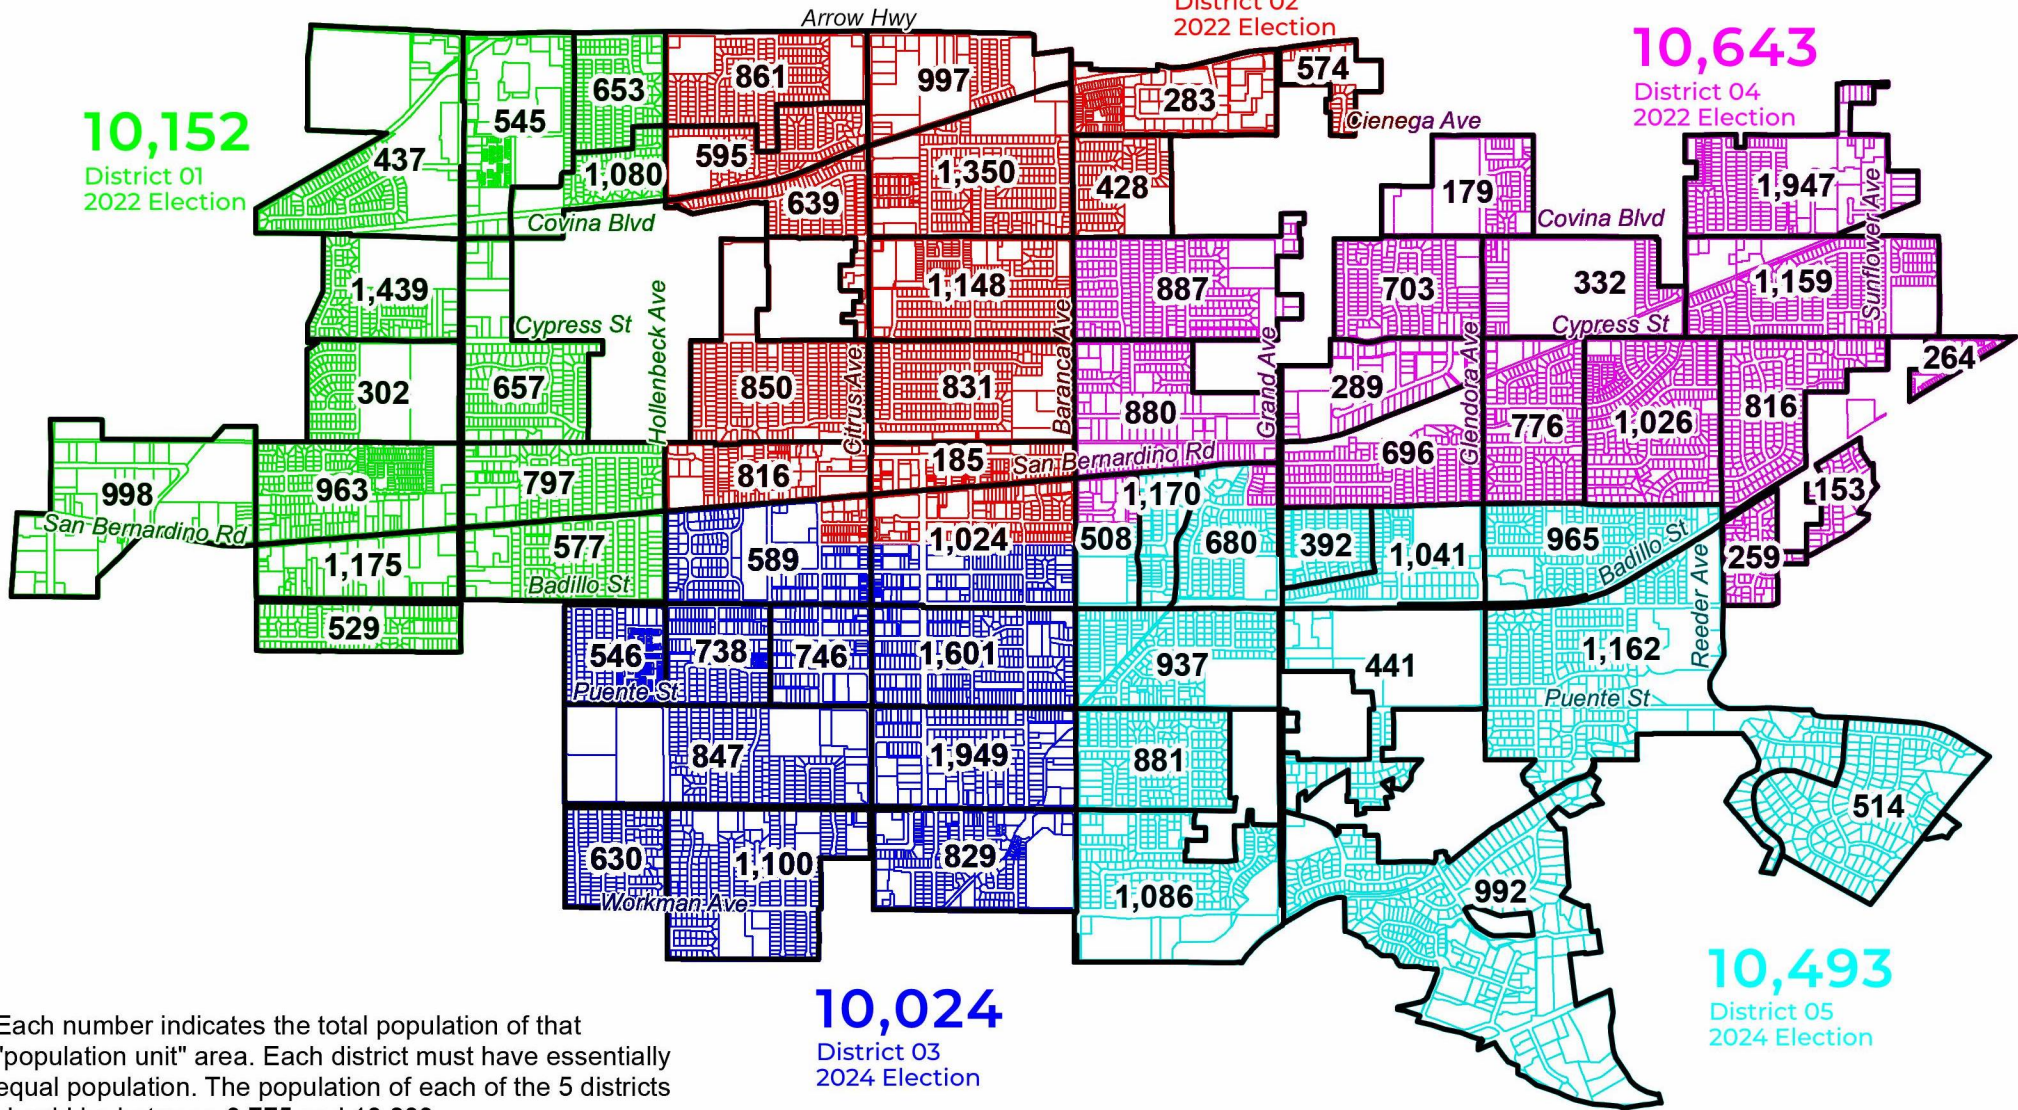 Arrow Hwy
District 02
2022 Election
10,643
District 04
2022 Election
10,152
District 01
2022 Election
861
997
574
653
283
545
Cienega Ave
437
595
1,080
1,350
428
179
1,947
639
Covina Blvd
Covina Blvd
Sunflower Ave
1,439
1,148
887
703
332
1,159
Hollenbeck Ave
Cypress St
Baranca Ave
Cypress St
302
657
850
Citrus Ave
831
880
Grand Ave
289
Glendora Ave
776
1,026
816
264
998
963
797
816
185
San Bernardino Rd
696
153
San Bernardino Rd
1,170
1,175
577
589
1,024
508
680
392
1,041
965
Badillo St
259
Badillo St
529
546
738
746
1,601
937
441
1,162
Reeder Ave
Puente St
Puente St
847
1,949
881
514
630
1,100
829
1,086
992
Workman Ave
10,493
District 05
2024 Election
10,024
District 03
2024 Election
Each number indicates the total population of that
"population unit" area. Each district must have essentially
equal population. The population of each of the 5 districts